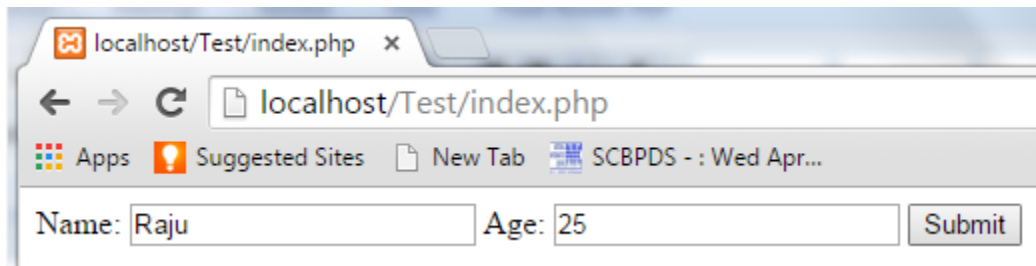 localhost/Test/index.php ×
localhost/Test/index.php
Apps Suggested Sites New Tab SCBPDS - : Wed Apr...
Name: Raju Age: 25 Submit